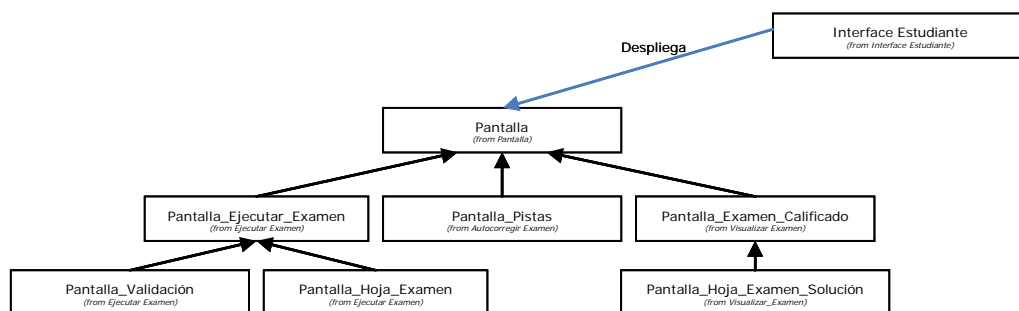 Interface Estudiante
(from Interface Estudiante)
Despliega
Pantalla
(from Pantalla)
Pantalla_Ejecutar_Examen
(from Ejecutar Examen)
Pantalla_Pistas
(from Autocorregir Examen)
Pantalla_Examen_Calificado
(from Visualizar Examen)
Pantalla_Validación
(from Ejecutar Examen)
Pantalla_Hoja_Examen
(from Ejecutar Examen)
Pantalla_Hoja_Examen_Solución
(from Visualizar_Examen)